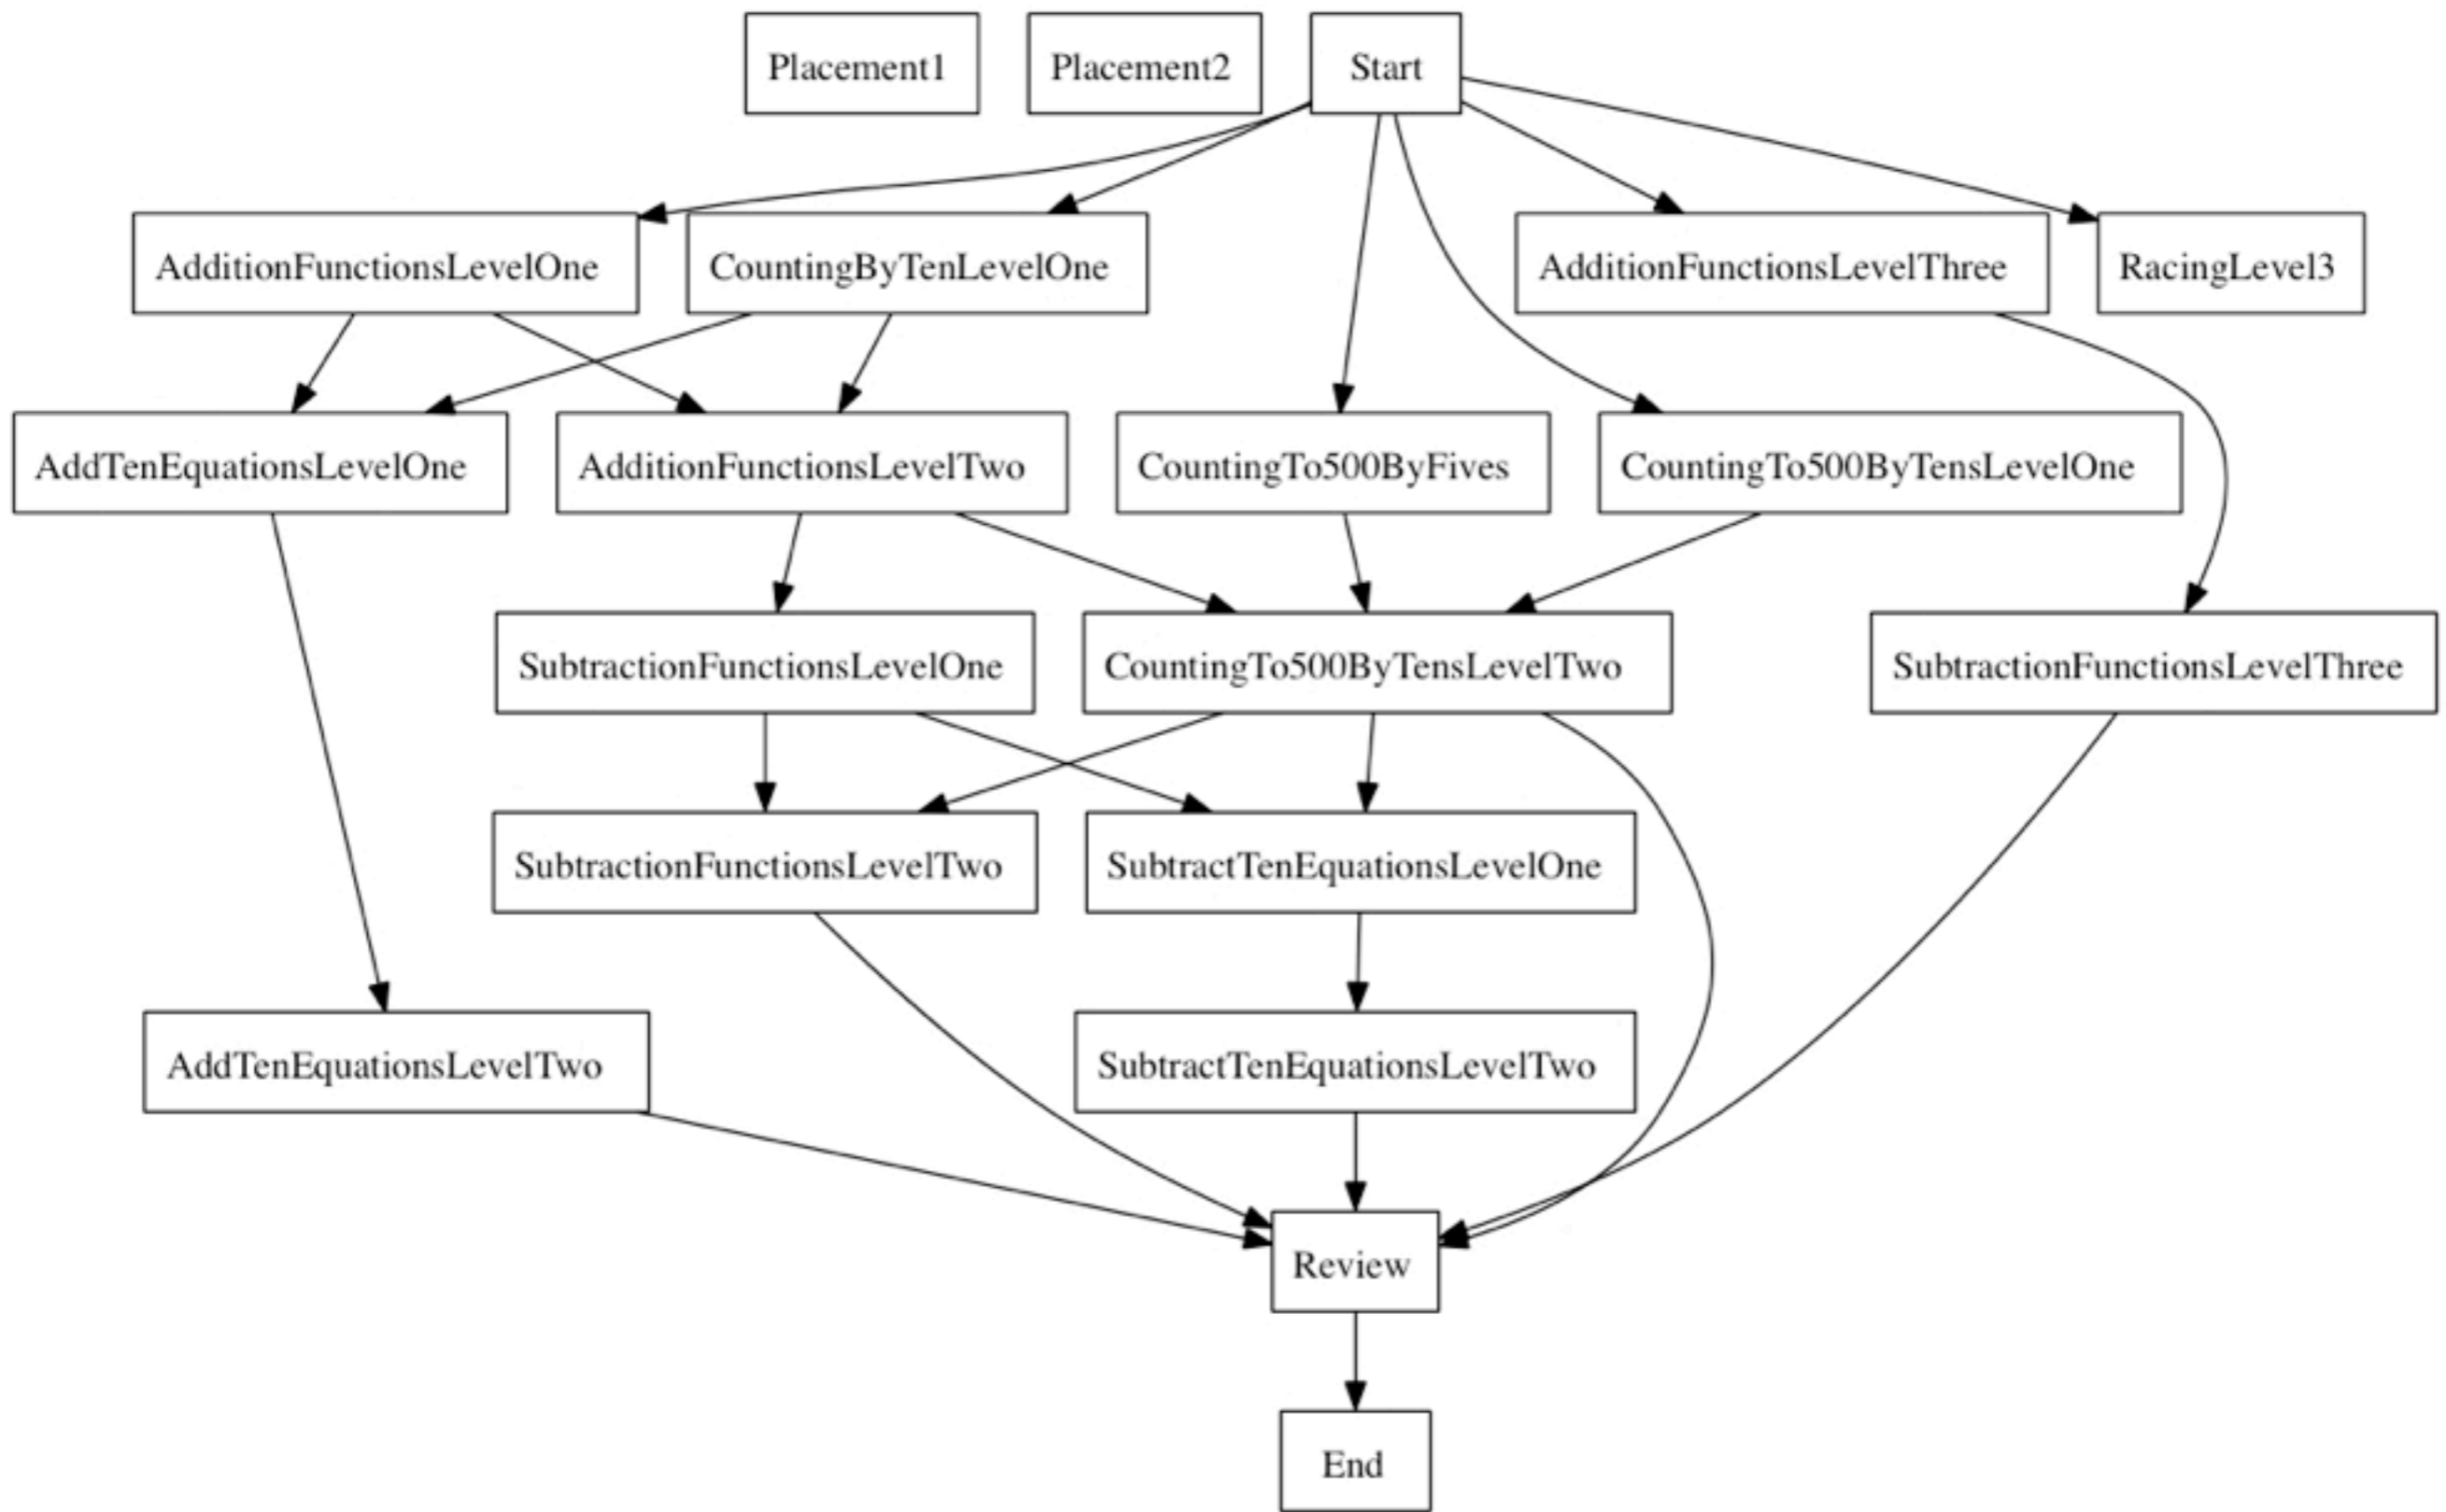 Placement1
Placement2
Start
AdditionFunctionsLevelOne
CountingByTenLevelOne
AdditionFunctionsLevelThree
RacingLevel3
AddTenEquationsLevelOne
AdditionFunctionsLevelTwo
CountingTo500ByFives
CountingTo500ByTensLevelOne
SubtractionFunctionsLevelOne
CountingTo500ByTensLevelTwo
SubtractionFunctionsLevelThree
SubtractionFunctionsLevelTwo
SubtractTenEquationsLevelOne
AddTenEquationsLevelTwo
SubtractTenEquationsLevelTwo
Review
End